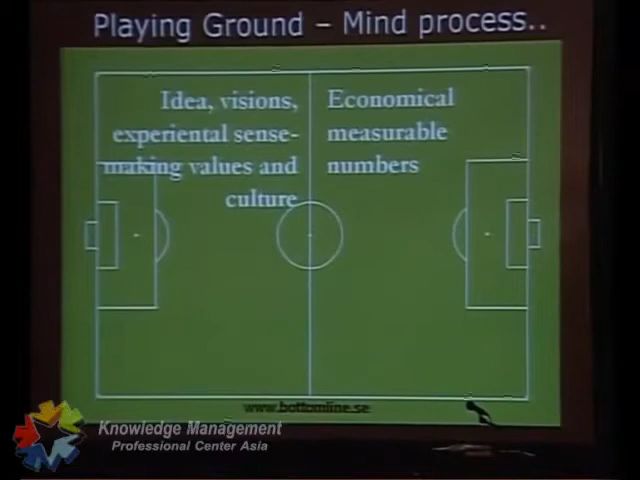 Playing Ground – Mind process..
Idea, visions,
experiental sense-
making values and
culture
Economical
measurable
numbers
www.bottomline.se
Knowledge Management
Professional Center Asia